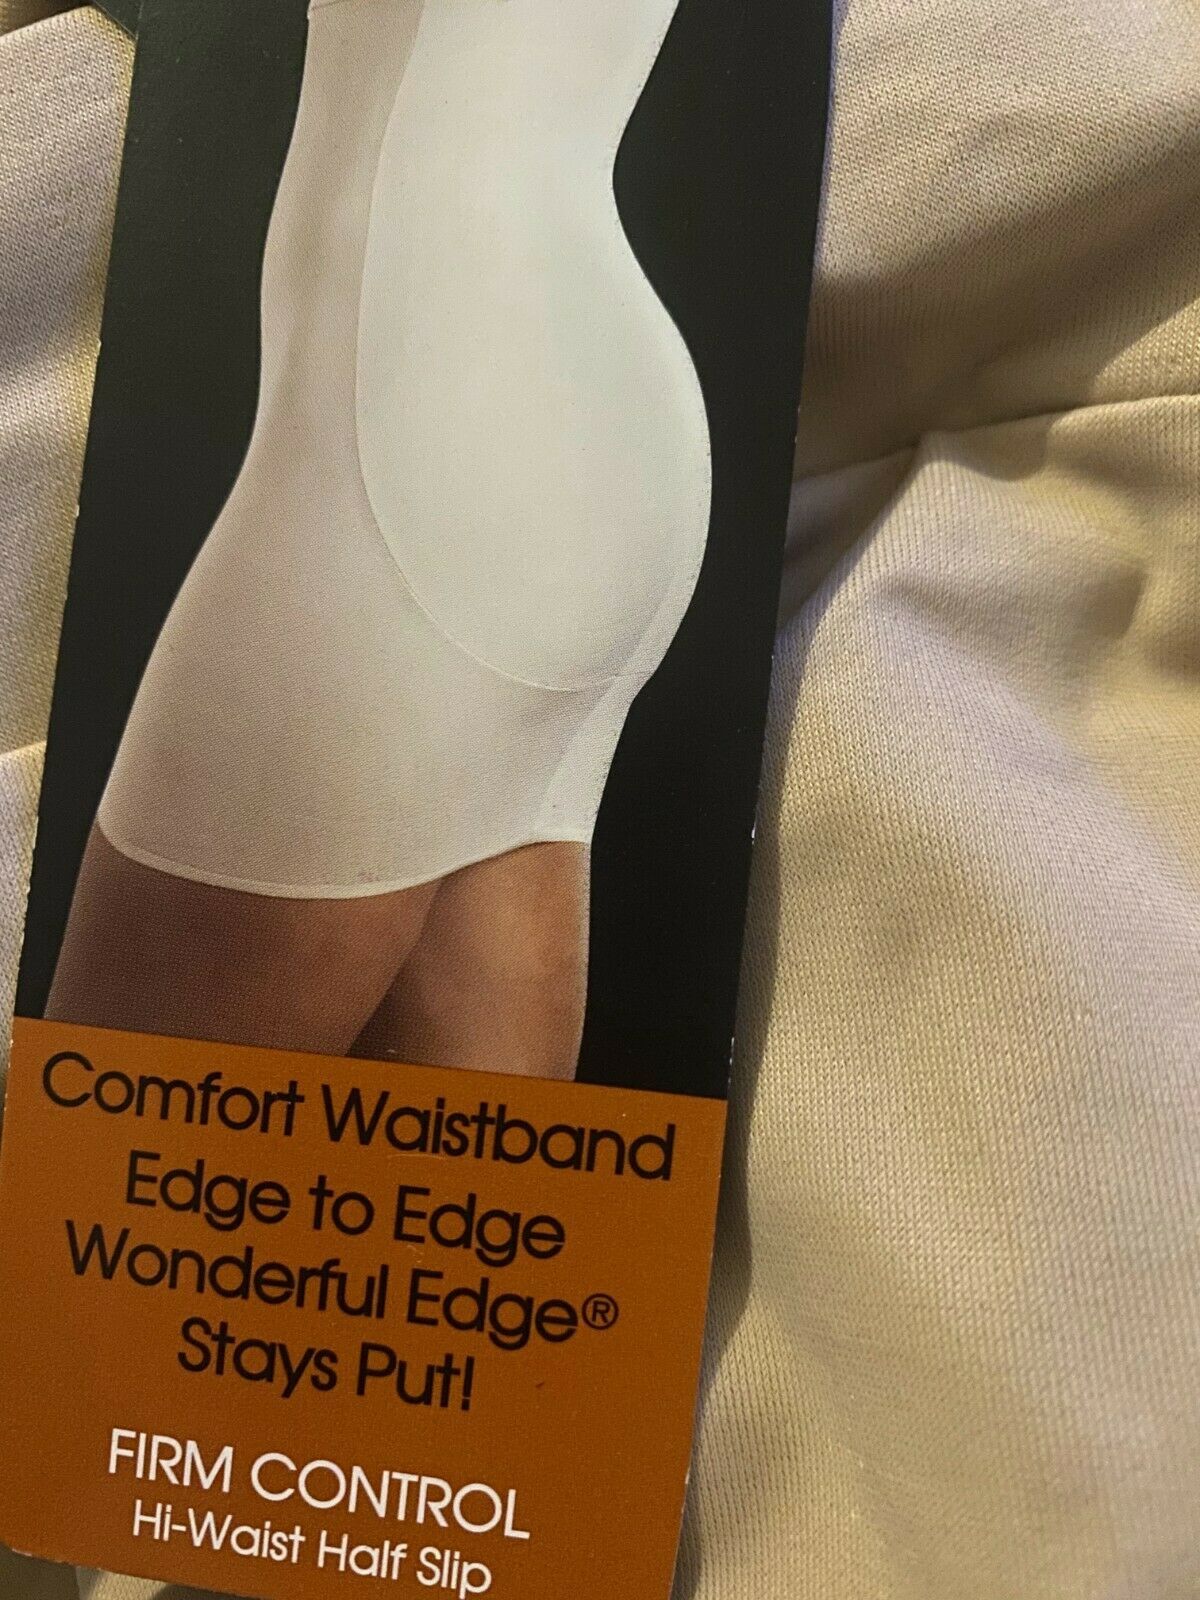 Comfort Waistband
Edge to Edge
Wonderful Edge®
Stays Put!
FIRM CONTROL
Hi-Waist Half Slip